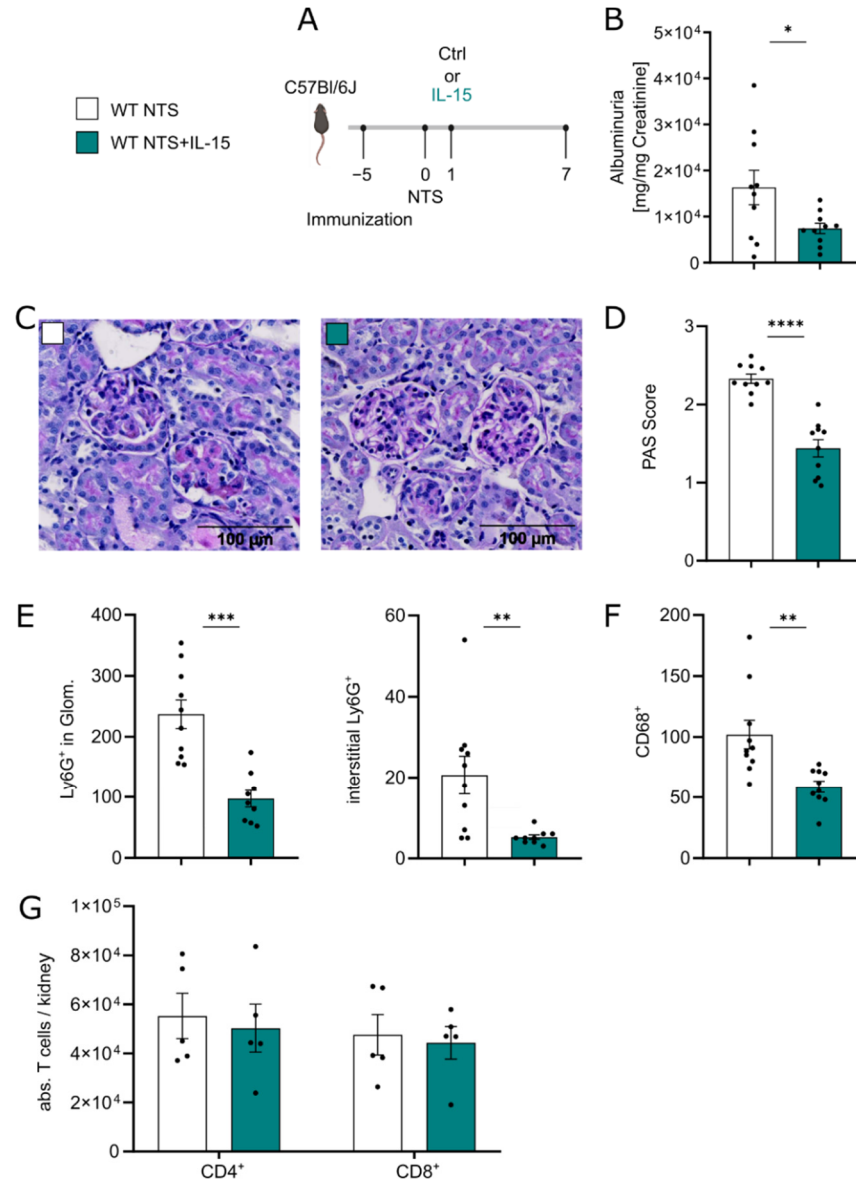 A
Ctrl
or
IL-15
C57Bl/6J
−5
0
1
7
NTS
Immunization
WT NTS
WT NTS+IL-15
B
Albuminuria
[mg/mg Creatinine]
5×10⁴
4×10⁴
3×10⁴
2×10⁴
1×10⁴
0
*
C
100 µm
100 µm
D
PAS Score
3
2
1
0
****
E
Ly6G⁺ in Glom.
400
300
200
100
0
***
interstitial Ly6G⁺
60
40
20
0
**
F
CD68⁺
200
150
100
50
0
**
G
abs. T cells / kidney
1×10⁵
8×10⁴
6×10⁴
4×10⁴
2×10⁴
0
CD4⁺
CD8⁺